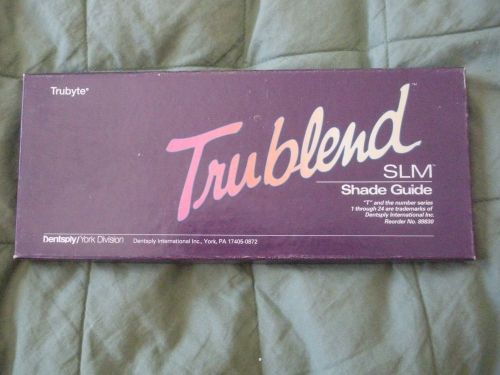 Trubyte®
Trublend™
SLM™
Shade Guide
"T" and the number series
1 through 24 are trademarks of
Dentsply International Inc.
Reorder No. 89830
Dentsply/York Division
Dentsply International Inc., York, PA 17405-0872